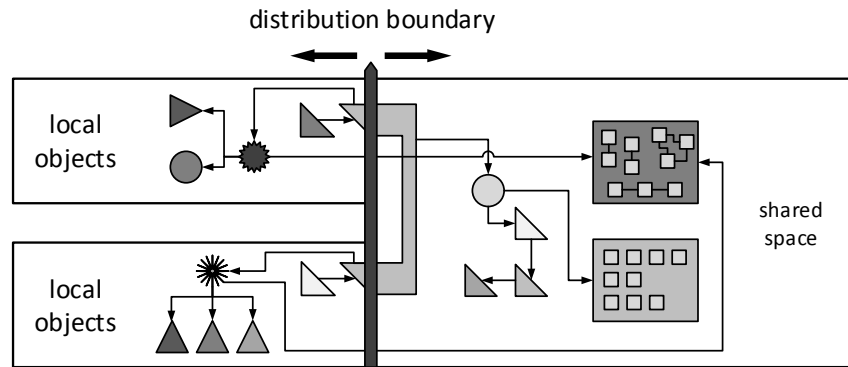 distribution boundary
local
objects
shared
space
local
objects